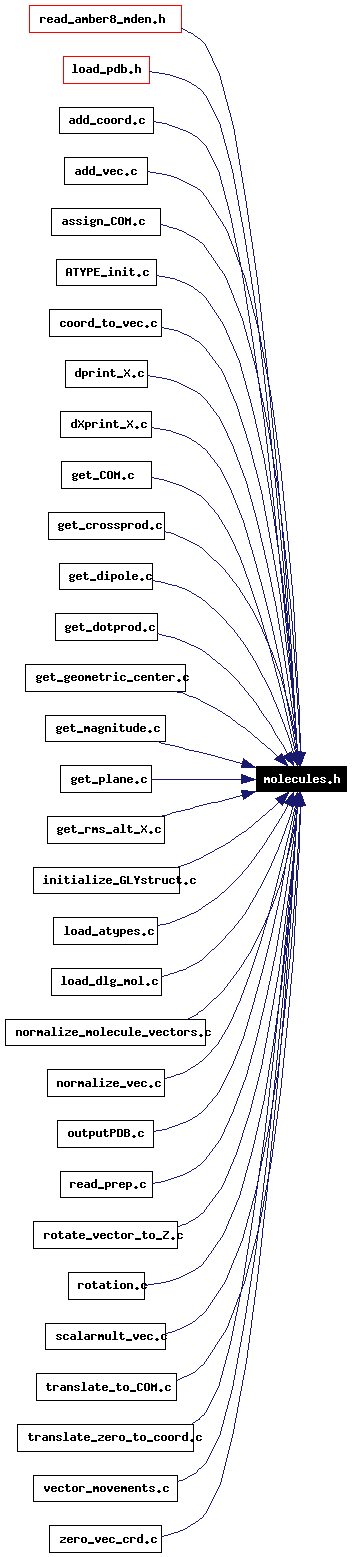 read_amber8_mden.h
load_pdb.h
add_coord.c
add_vec.c
assign_COM.c
ATYPE_init.c
coord_to_vec.c
dprint_X.c
dXprint_X.c
get_COM.c
get_crossprod.c
get_dipole.c
get_dotprod.c
get_geometric_center.c
get_magnitude.c
get_plane.c
molecules.h
get_rms_alt_X.c
initialize_GLYstruct.c
load_atypes.c
load_dlg_mol.c
normalize_molecule_vectors.c
normalize_vec.c
outputPDB.c
read_prep.c
rotate_vector_to_Z.c
rotation.c
scalarmult_vec.c
translate_to_COM.c
translate_zero_to_coord.c
vector_movements.c
zero_vec_crd.c